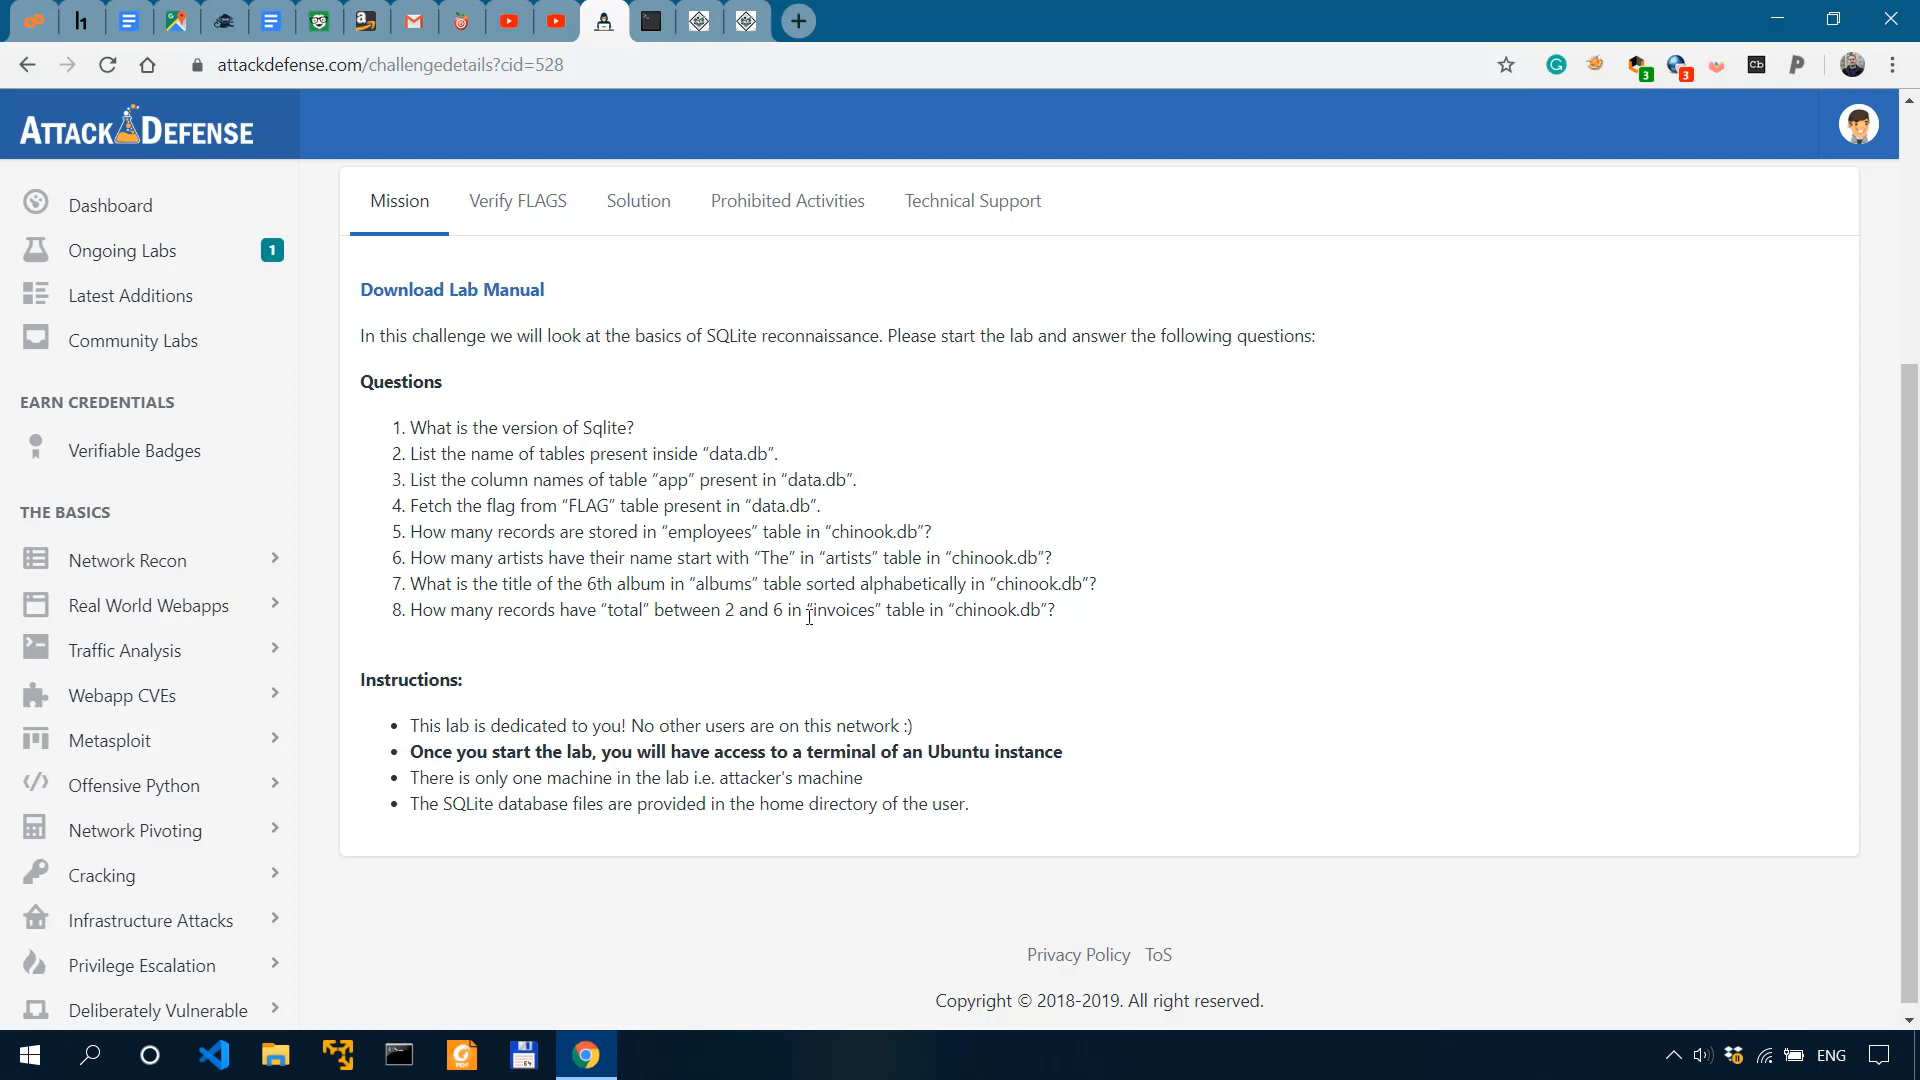 attackdefense.com/challengedetails?cid=528
3
3
Cb
ATTACK DEFENSE
Dashboard
Ongoing Labs
1
Latest Additions
Community Labs
EARN CREDENTIALS
Verifiable Badges
THE BASICS
Network Recon
Real World Webapps
Traffic Analysis
Webapp CVEs
Metasploit
Offensive Python
Network Pivoting
Cracking
Infrastructure Attacks
Privilege Escalation
Deliberately Vulnerable
Mission
Verify FLAGS
Solution
Prohibited Activities
Technical Support
Download Lab Manual
In this challenge we will look at the basics of SQLite reconnaissance. Please start the lab and answer the following questions:
Questions
1. What is the version of Sqlite?
2. List the name of tables present inside “data.db”.
3. List the column names of table “app” present in “data.db”.
4. Fetch the flag from “FLAG” table present in “data.db”.
5. How many records are stored in “employees” table in “chinook.db”?
6. How many artists have their name start with “The” in “artists” table in “chinook.db”?
7. What is the title of the 6th album in “albums” table sorted alphabetically in “chinook.db”?
8. How many records have “total” between 2 and 6 in “invoices” table in “chinook.db”?
Instructions:
• This lab is dedicated to you! No other users are on this network :)
• Once you start the lab, you will have access to a terminal of an Ubuntu instance
• There is only one machine in the lab i.e. attacker's machine
• The SQLite database files are provided in the home directory of the user.
Privacy Policy ToS
Copyright © 2018-2019. All right reserved.
ENG